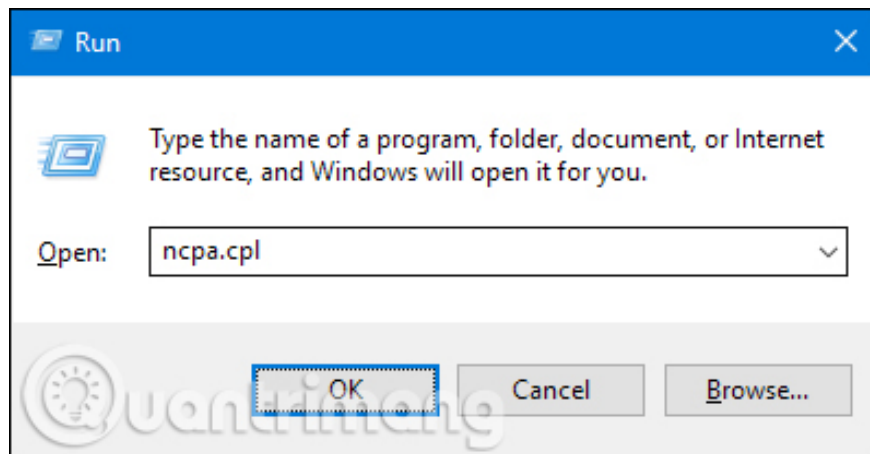 Run
Type the name of a program, folder, document, or Internet
resource, and Windows will open it for you.
Open: ncpa.cpl
OK Cancel Browse...
Quantrimang